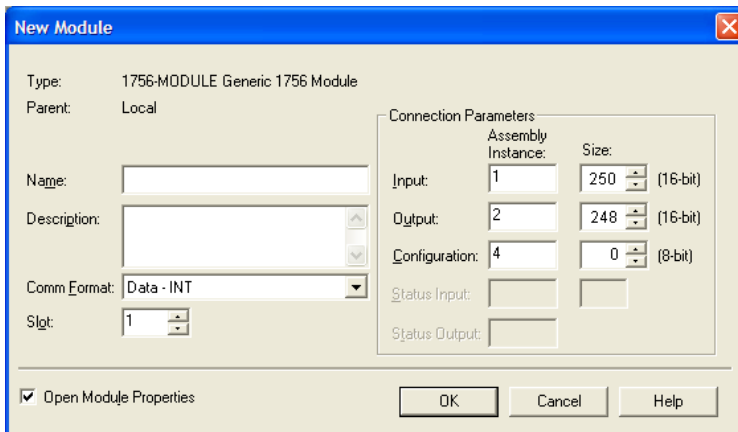 New Module
Type: 1756-MODULE Generic 1756 Module
Parent: Local
Name:
Description:
Comm Format: Data - INT
Slot: 1
Connection Parameters
Assembly Instance: Size:
Input: 1 250 (16-bit)
Output: 2 248 (16-bit)
Configuration: 4 0 (8-bit)
Status Input:
Status Output:
Open Module Properties
OK Cancel Help